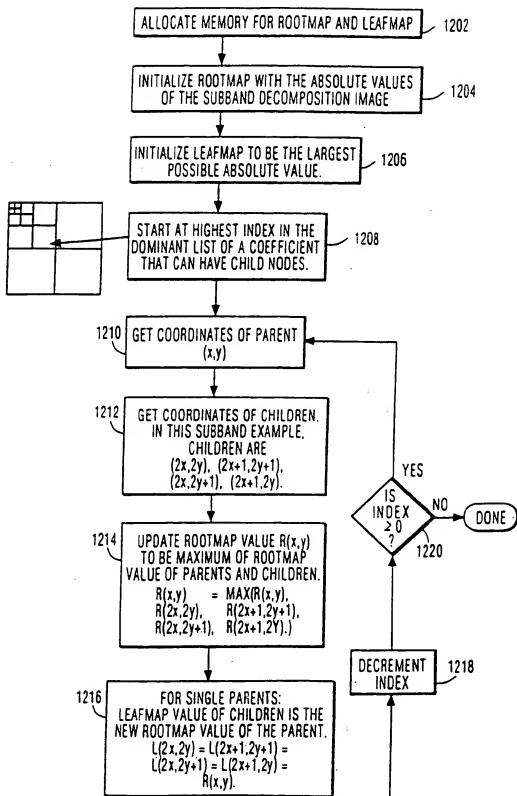 ALLOCATE MEMORY FOR ROOTMAP AND LEAFMAP
1202
INITIALIZE ROOTMAP WITH THE ABSOLUTE VALUES
OF THE SUBBAND DECOMPOSITION IMAGE
1204
INITIALIZE LEAFMAP TO BE THE LARGEST
POSSIBLE ABSOLUTE VALUE.
1206
START AT HIGHEST INDEX IN THE
DOMINANT LIST OF A COEFFICIENT
THAT CAN HAVE CHILD NODES.
1208
1210
GET COORDINATES OF PARENT
(x,y)
1212
GET COORDINATES OF CHILDREN.
IN THIS SUBBAND EXAMPLE,
CHILDREN ARE
(2x,2y), (2x+1,2y+1),
(2x,2y+1), (2x+1,2y).
1214
UPDATE ROOTMAP VALUE R(x,y)
TO BE MAXIMUM OF ROOTMAP
VALUE OF PARENTS AND CHILDREN.
R(x,y) = MAX(R(x,y),
R(2x,2y), R(2x+1,2y+1),
R(2x,2y+1), R(2x+1,2Y).)
1216
FOR SINGLE PARENTS:
LEAFMAP VALUE OF CHILDREN IS THE
NEW ROOTMAP VALUE OF THE PARENT.
L(2x,2y) = L(2x+1,2y+1) =
L(2x,2y+1) = L(2x+1,2y) =
R(x,y).
YES
IS
INDEX
≥0
?
NO
DONE
1220
DECREMENT
INDEX
1218